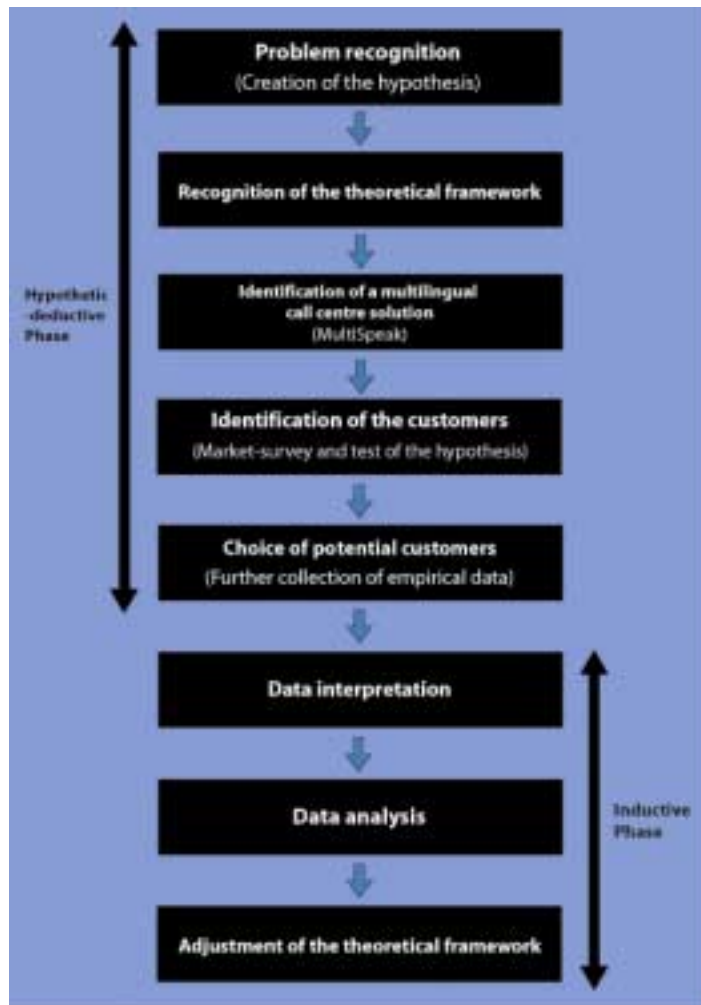 Problem recognition
(Creation of the hypothesis)
Recognition of the theoretical framework
Identification of a multilingual
call centre solution
(MultiSpeak)
Hypothetic
-deductive
Phase
Identification of the customers
(Market-survey and test of the hypothesis)
Choice of potential customers
(Further collection of empirical data)
Data interpretation
Data analysis
Inductive
Phase
Adjustment of the theoretical framework